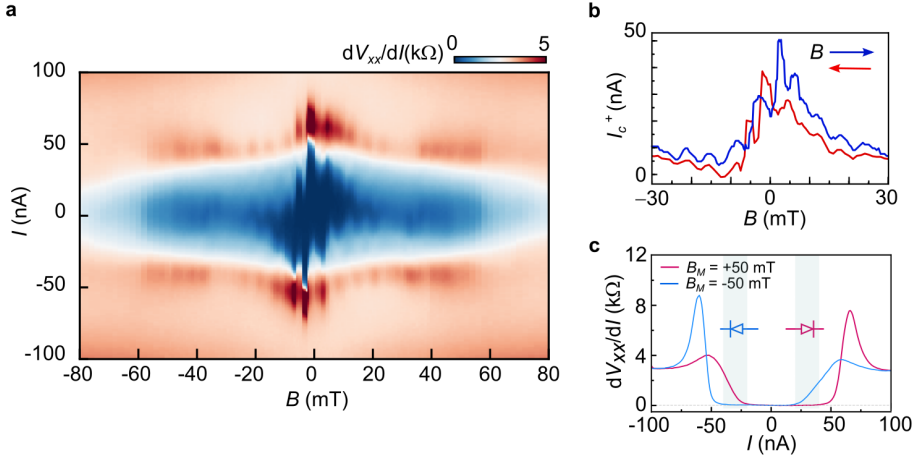 a
dVxx/dI(kΩ) 0 5
100
50
0
-50
-100
I (nA)
-80 -60 -40 -20 0 20 40 60 80
B (mT)
b
50
0
Ic+ (nA)
B
−30 0 30
B (mT)
c
12
8
4
0
dVXX/dI (kΩ)
BM = +50 mT
BM = -50 mT
-100 -50 0 50 100
I (nA)